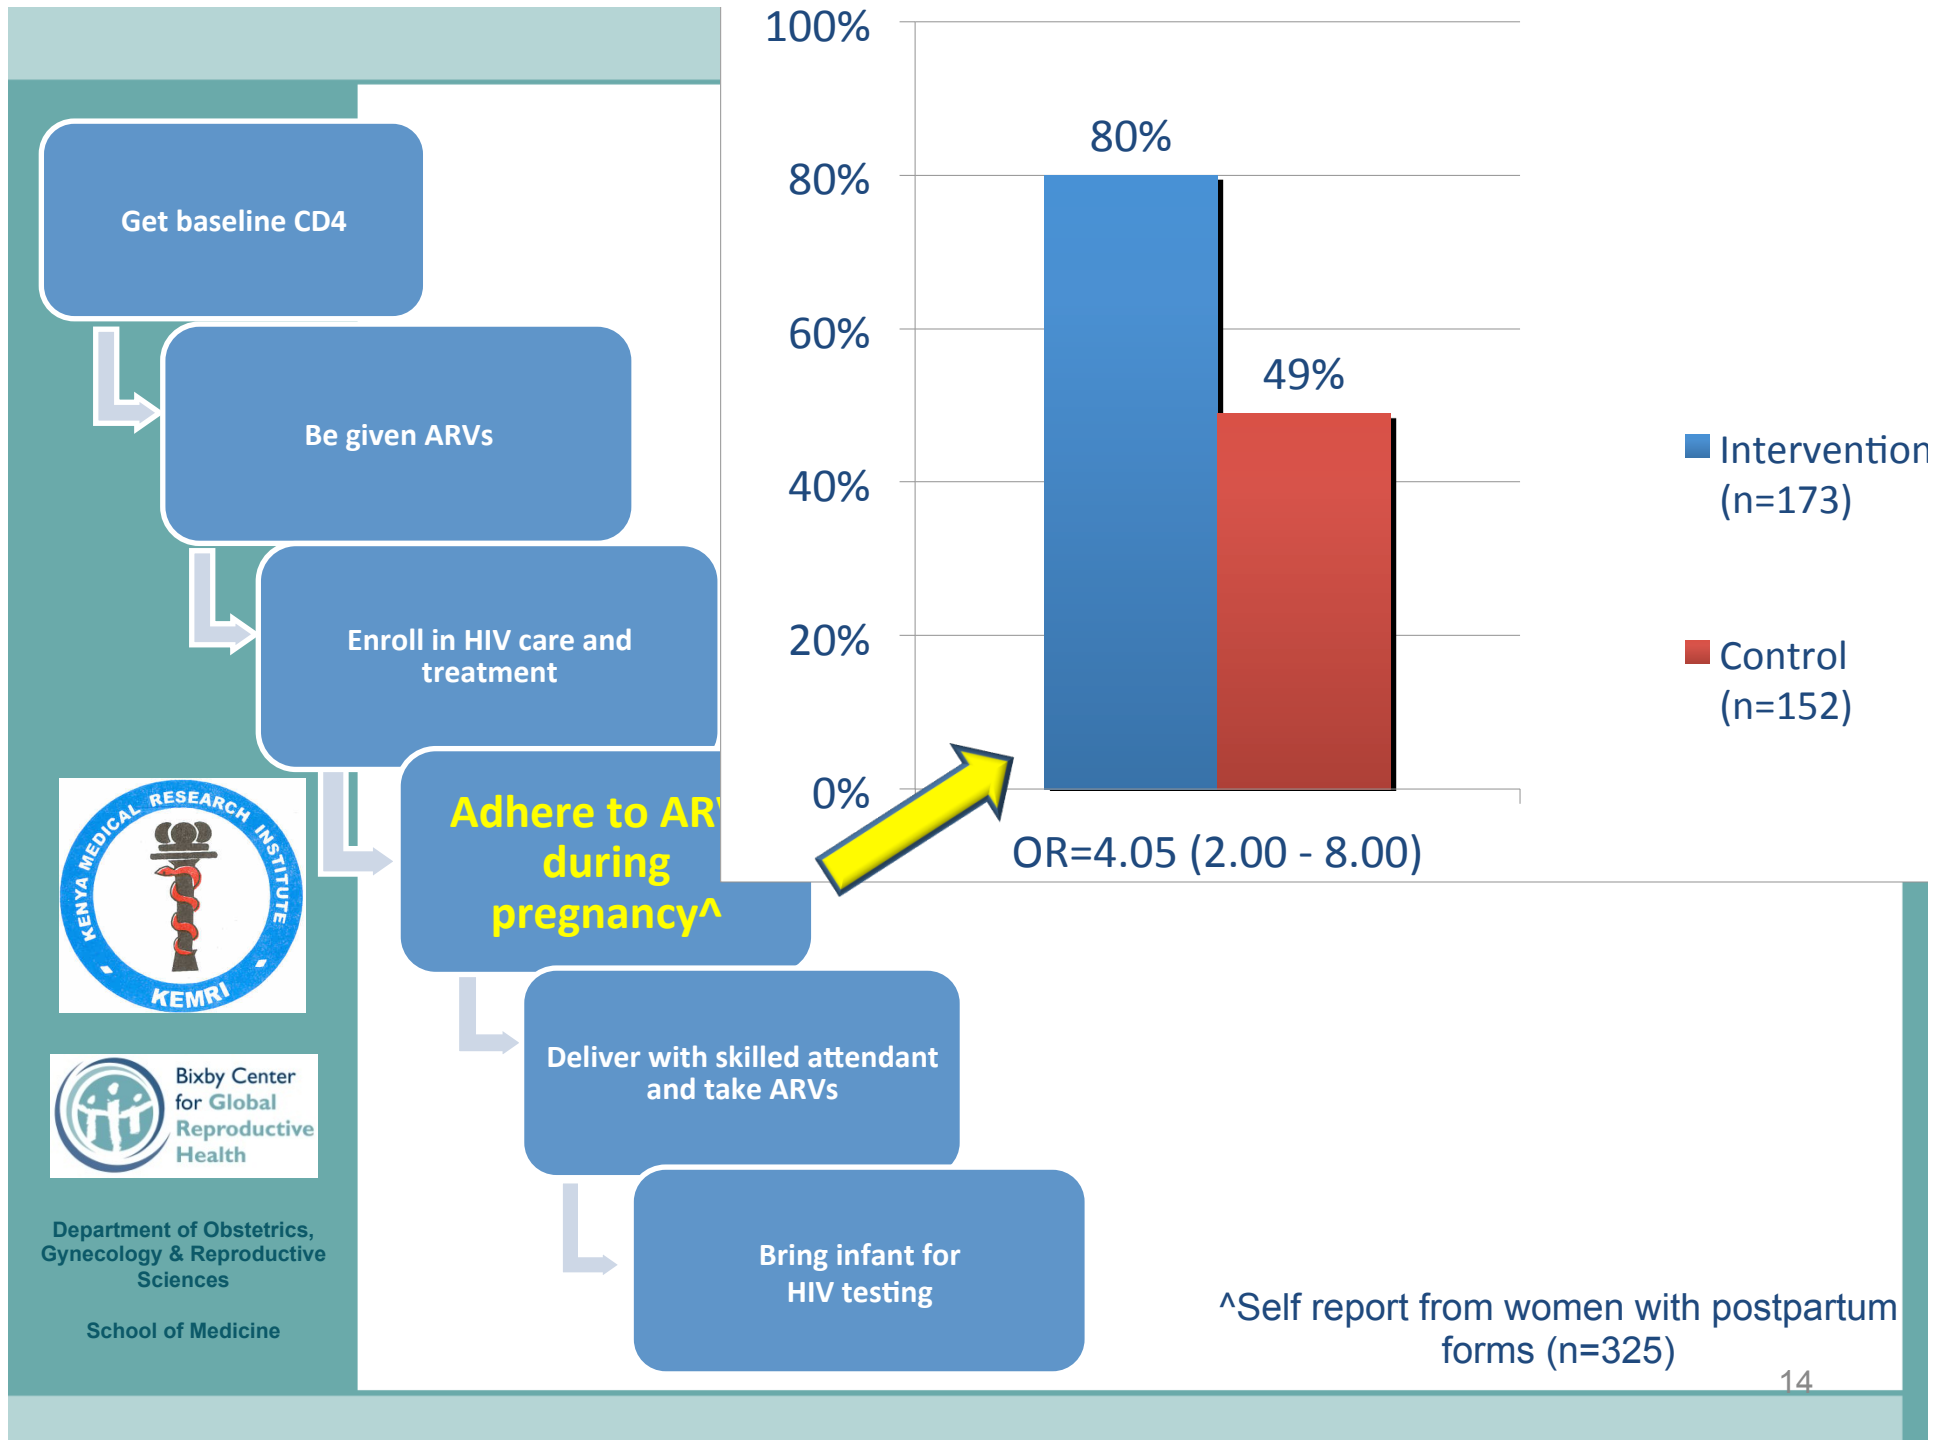 Get baseline CD4
Be given ARVs
Enroll in HIV care and
treatment
Adhere to AR
during
pregnancy^
Deliver with skilled attendant
and take ARVs
Bring infant for
HIV testing
100%
80%
60%
40%
20%
0%
80%
49%
OR=4.05 (2.00 - 8.00)
Intervention
(n=173)
Control
(n=152)
KENYA MEDICAL RESEARCH INSTITUTE
KEMRI
Bixby Center
for Global
Reproductive
Health
Department of Obstetrics,
Gynecology & Reproductive
Sciences
School of Medicine
^Self report from women with postpartum
forms (n=325)
14